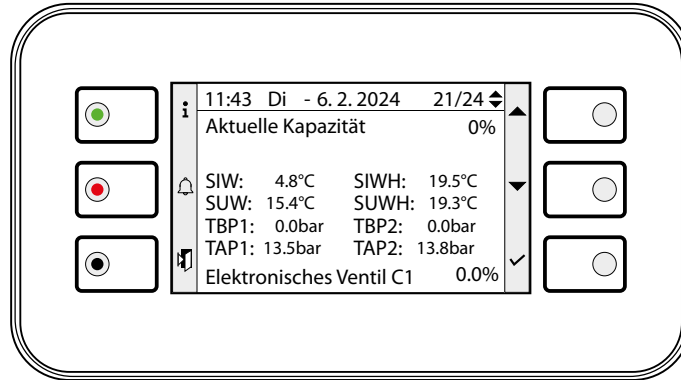 i 11:43 Di - 6. 2. 2024 21/24
Aktuelle Kapazität 0%
SIW: 4.8°C SIWH: 19.5°C
SUW: 15.4°C SUWH: 19.3°C
TBP1: 0.0bar TBP2: 0.0bar
TAP1: 13.5bar TAP2: 13.8bar
Elektronisches Ventil C1 0.0%